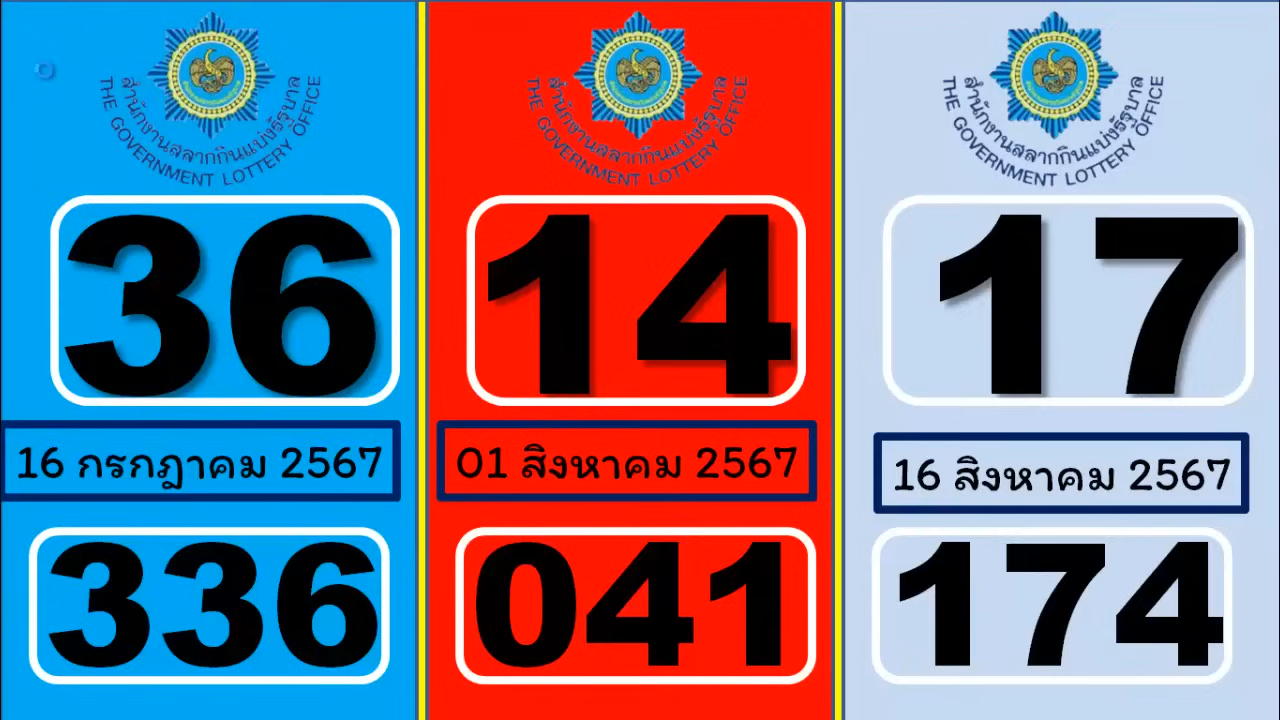 สำนักงานสลากกินแบ่งรัฐบาล
THE GOVERNMENT LOTTERY OFFICE
36
16 กรกฎาคม 2567
336
สำนักงานสลากกินแบ่งรัฐบาล
THE GOVERNMENT LOTTERY OFFICE
14
01 สิงหาคม 2567
041
สำนักงานสลากกินแบ่งรัฐบาล
THE GOVERNMENT LOTTERY OFFICE
17
16 สิงหาคม 2567
174